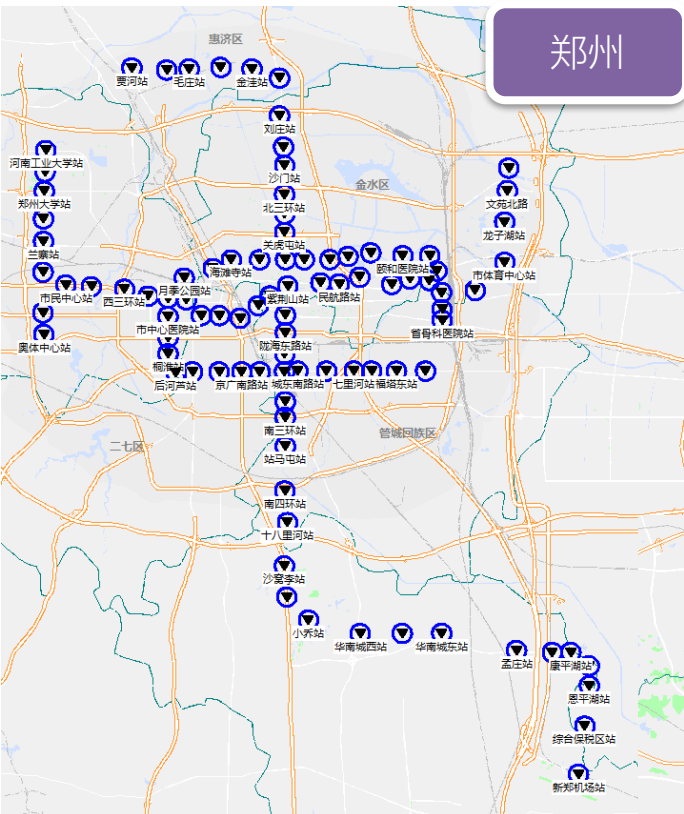 郑州
惠济区
贾河站
毛庄站
金洼站
刘庄站
河南工业大学站
沙门站
金水区
郑州大学站
北三环站
文苑北路
兰寨站
关虎屯站
龙子湖站
海滩寺站
颐和医院站
市体育中心站
月季公园站
市民中心站
西三环站
紫荆山站
民航路站
市中心医院站
省骨科医院站
奥体中心站
陇海东路站
桐淮站
后河芦站
京广南路站
城东南路站
七里河站
福塔东站
南三环站
管城回族区
二七区
站马屯站
南四环站
十八里河站
沙窝李站
小乔站
华南城西站
华南城东站
孟庄站
康平湖站
恩平湖站
综合保税区站
新郑机场站